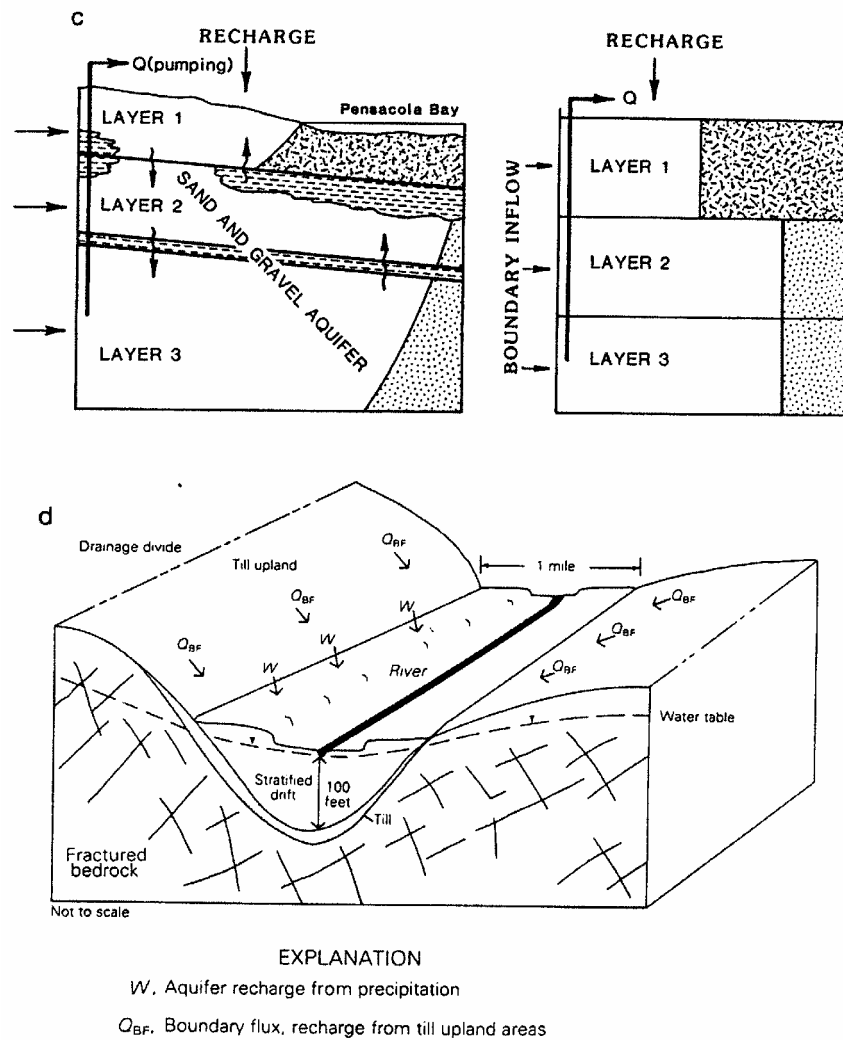 c
RECHARGE
Q(pumping)
LAYER 1
Pensacola Bay
LAYER 2
SAND AND GRAVEL AQUIFER
LAYER 3
RECHARGE
Q
BOUNDARY INFLOW
LAYER 1
LAYER 2
LAYER 3
d
Drainage divide
Till upland
QBF
QBF
QBF
W
W
W
1 mile
QBF
QBF
QBF
River
Water table
Stratified
drift
100
feet
Till
Fractured
bedrock
Not to scale
EXPLANATION
W, Aquifer recharge from precipitation
QBF, Boundary flux, recharge from till upland areas